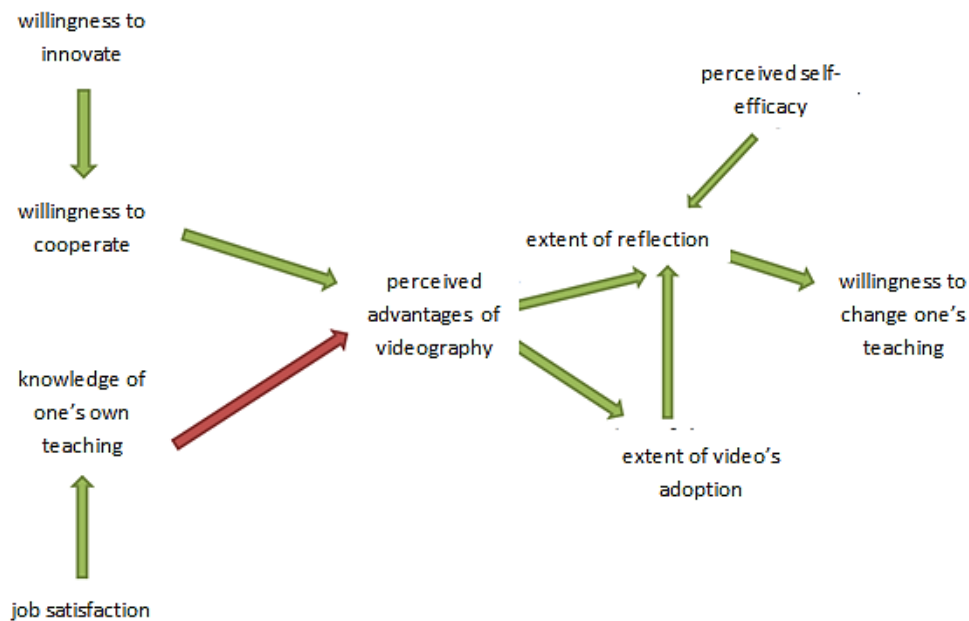 willingness to
innovate
perceived self-
efficacy
willingness to
cooperate
extent of reflection
perceived
advantages of
videography
willingness to
change one’s
teaching
knowledge of
one’s own
teaching
extent of video’s
adoption
job satisfaction